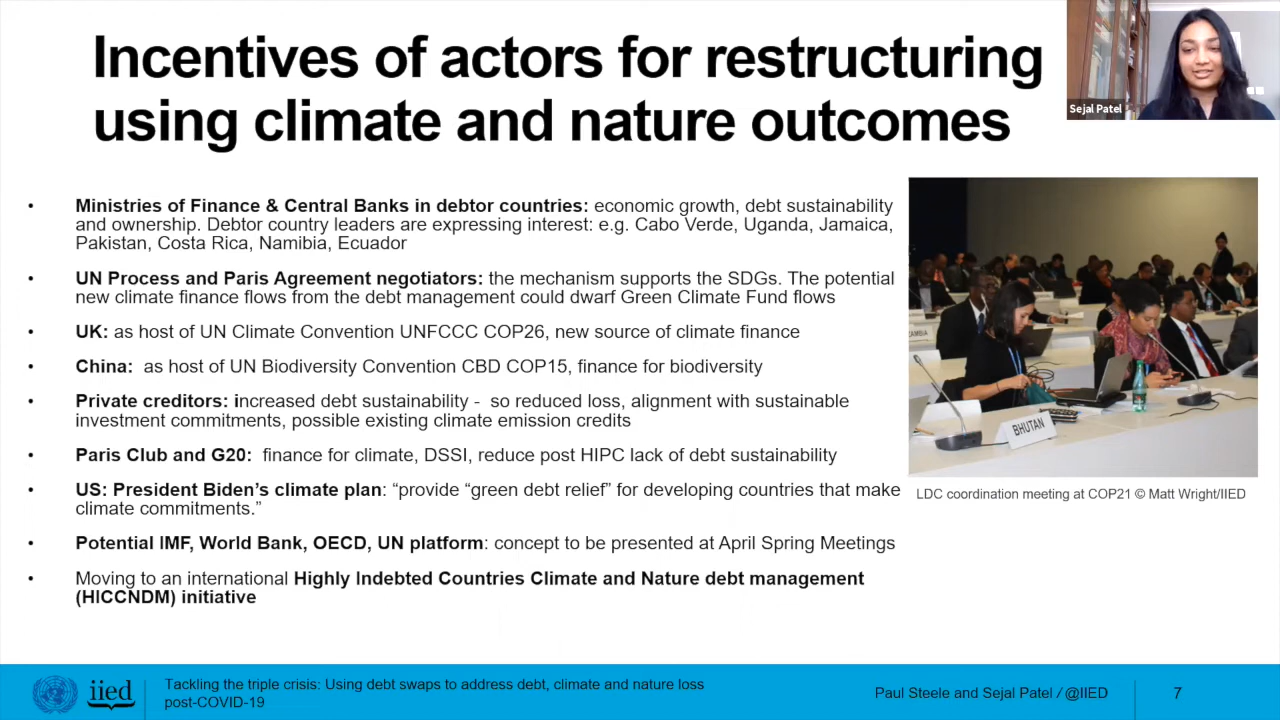 Incentives of actors for restructuring
using climate and nature outcomes
Sejal Patel
• Ministries of Finance & Central Banks in debtor countries: economic growth, debt sustainability
and ownership. Debtor country leaders are expressing interest: e.g. Cabo Verde, Uganda, Jamaica,
Pakistan, Costa Rica, Namibia, Ecuador
• UN Process and Paris Agreement negotiators: the mechanism supports the SDGs. The potential
new climate finance flows from the debt management could dwarf Green Climate Fund flows
• UK: as host of UN Climate Convention UNFCCC COP26, new source of climate finance
• China: as host of UN Biodiversity Convention CBD COP15, finance for biodiversity
• Private creditors: increased debt sustainability - so reduced loss, alignment with sustainable
investment commitments, possible existing climate emission credits
• Paris Club and G20: finance for climate, DSSI, reduce post HIPC lack of debt sustainability
• US: President Biden's climate plan: “provide “green debt relief” for developing countries that make
climate commitments.”
• Potential IMF, World Bank, OECD, UN platform: concept to be presented at April Spring Meetings
• Moving to an international Highly Indebted Countries Climate and Nature debt management
(HICCNDM) initiative
BHUTAN
LDC coordination meeting at COP21 © Matt Wright/IIED
iied
Tackling the triple crisis: Using debt swaps to address debt, climate and nature loss
post-COVID-19
Paul Steele and Sejal Patel / @IIED
7